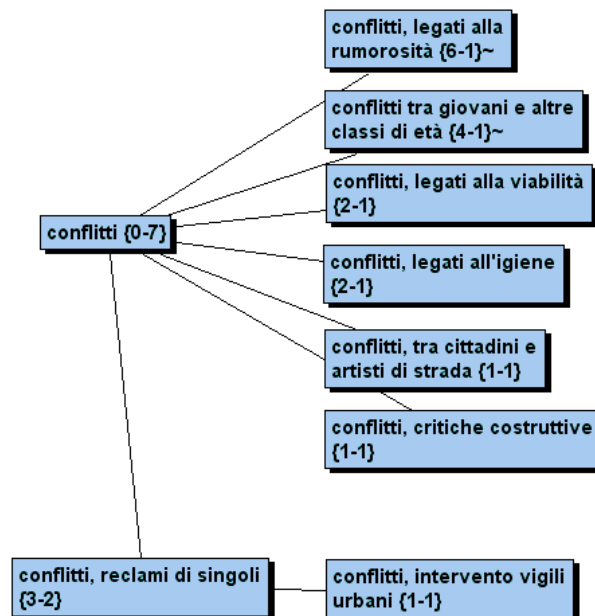 conflitti, legati alla
rumorosità {6-1}~
conflitti tra giovani e altre
classi di età {4-1}~
conflitti, legati alla viabilità
{2-1}
conflitti {0-7}
conflitti, legati all'igiene
{2-1}
conflitti, tra cittadini e
artisti di strada {1-1}
conflitti, critiche costruttive
{1-1}
conflitti, reclami di singoli
{3-2}
conflitti, intervento vigili
urbani {1-1}